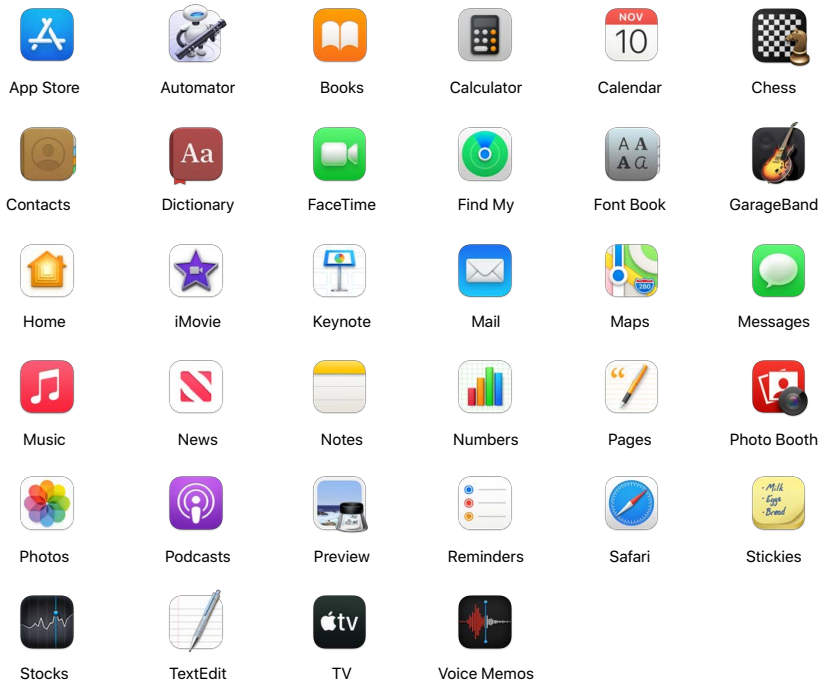 NOV
10
App Store
Automator
Books
Calculator
Calendar
Chess
Aa
A A
A a
Contacts
Dictionary
FaceTime
Find My
Font Book
GarageBand
280
Home
iMovie
Keynote
Mail
Maps
Messages
“
Music
News
Notes
Numbers
Pages
Photo Booth
- Milk
- Eggs
- Bread
Photos
Podcasts
Preview
Reminders
Safari
Stickies
tv
Stocks
TextEdit
TV
Voice Memos